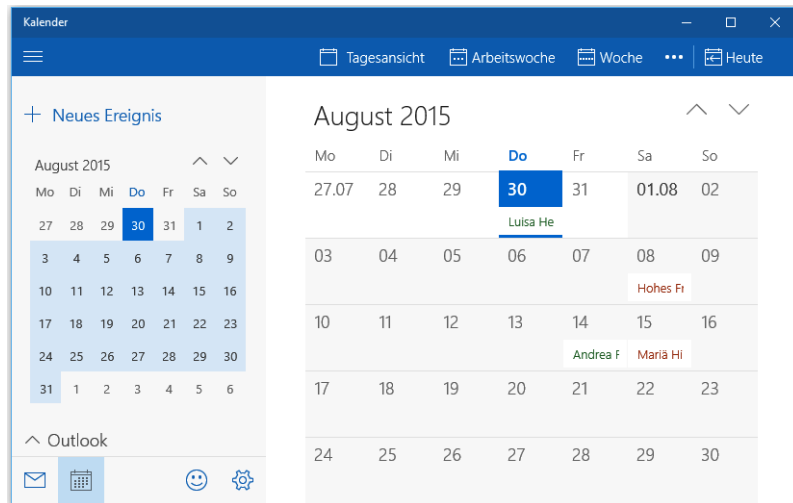 Kalender
Tagesansicht Arbeitswoche Woche Heute
Neues Ereignis
August 2015
Mo Di Mi Do Fr Sa So
27 28 29 30 31 1 2
3 4 5 6 7 8 9
10 11 12 13 14 15 16
17 18 19 20 21 22 23
24 25 26 27 28 29 30
31 1 2 3 4 5 6
Outlook
August 2015
Mo Di Mi Do Fr Sa So
27.07 28 29 30 31 01.08 02
Luisa He
03 04 05 06 07 08 09
Hohes Fr
10 11 12 13 14 15 16
Andrea F Mariä Hi
17 18 19 20 21 22 23
24 25 26 27 28 29 30